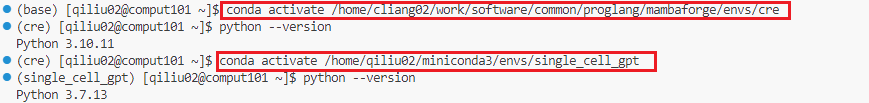 (base) [qiliu02@comput101 ~]$ conda activate /home/cliang02/work/software/common/proglang/mambaforge/envs/cre
(cre) [qiliu02@comput101 ~]$ python --version
Python 3.10.11
(cre) [qiliu02@comput101 ~]$ conda activate /home/qiliu02/miniconda3/envs/single_cell_gpt
(single_cell_gpt) [qiliu02@comput101 ~]$ python --version
Python 3.7.13